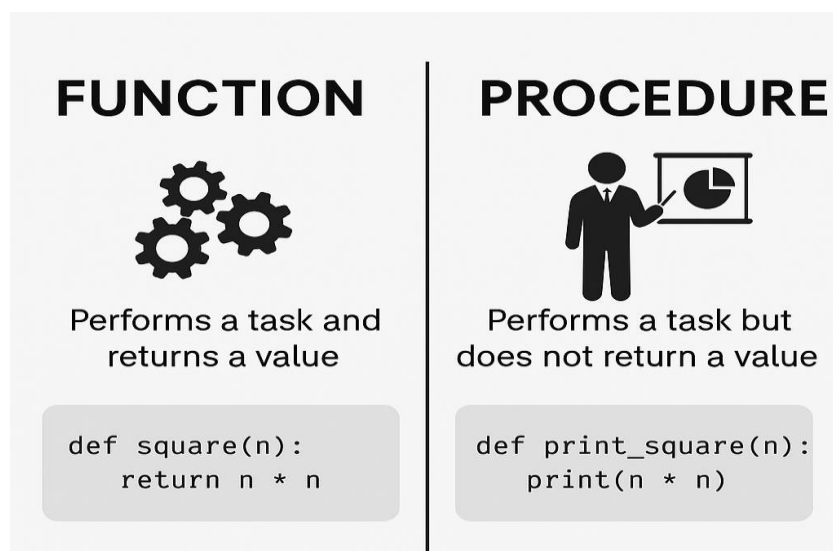 FUNCTION
Performs a task and
returns a value
def square(n):
    return n * n
PROCEDURE
Performs a task but
does not return a value
def print_square(n):
    print(n * n)